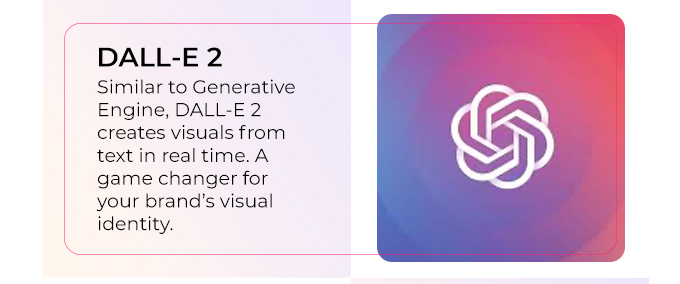 DALL-E 2
Similar to Generative
Engine, DALL-E 2
creates visuals from
text in real time. A
game changer for
your brand’s visual
identity.